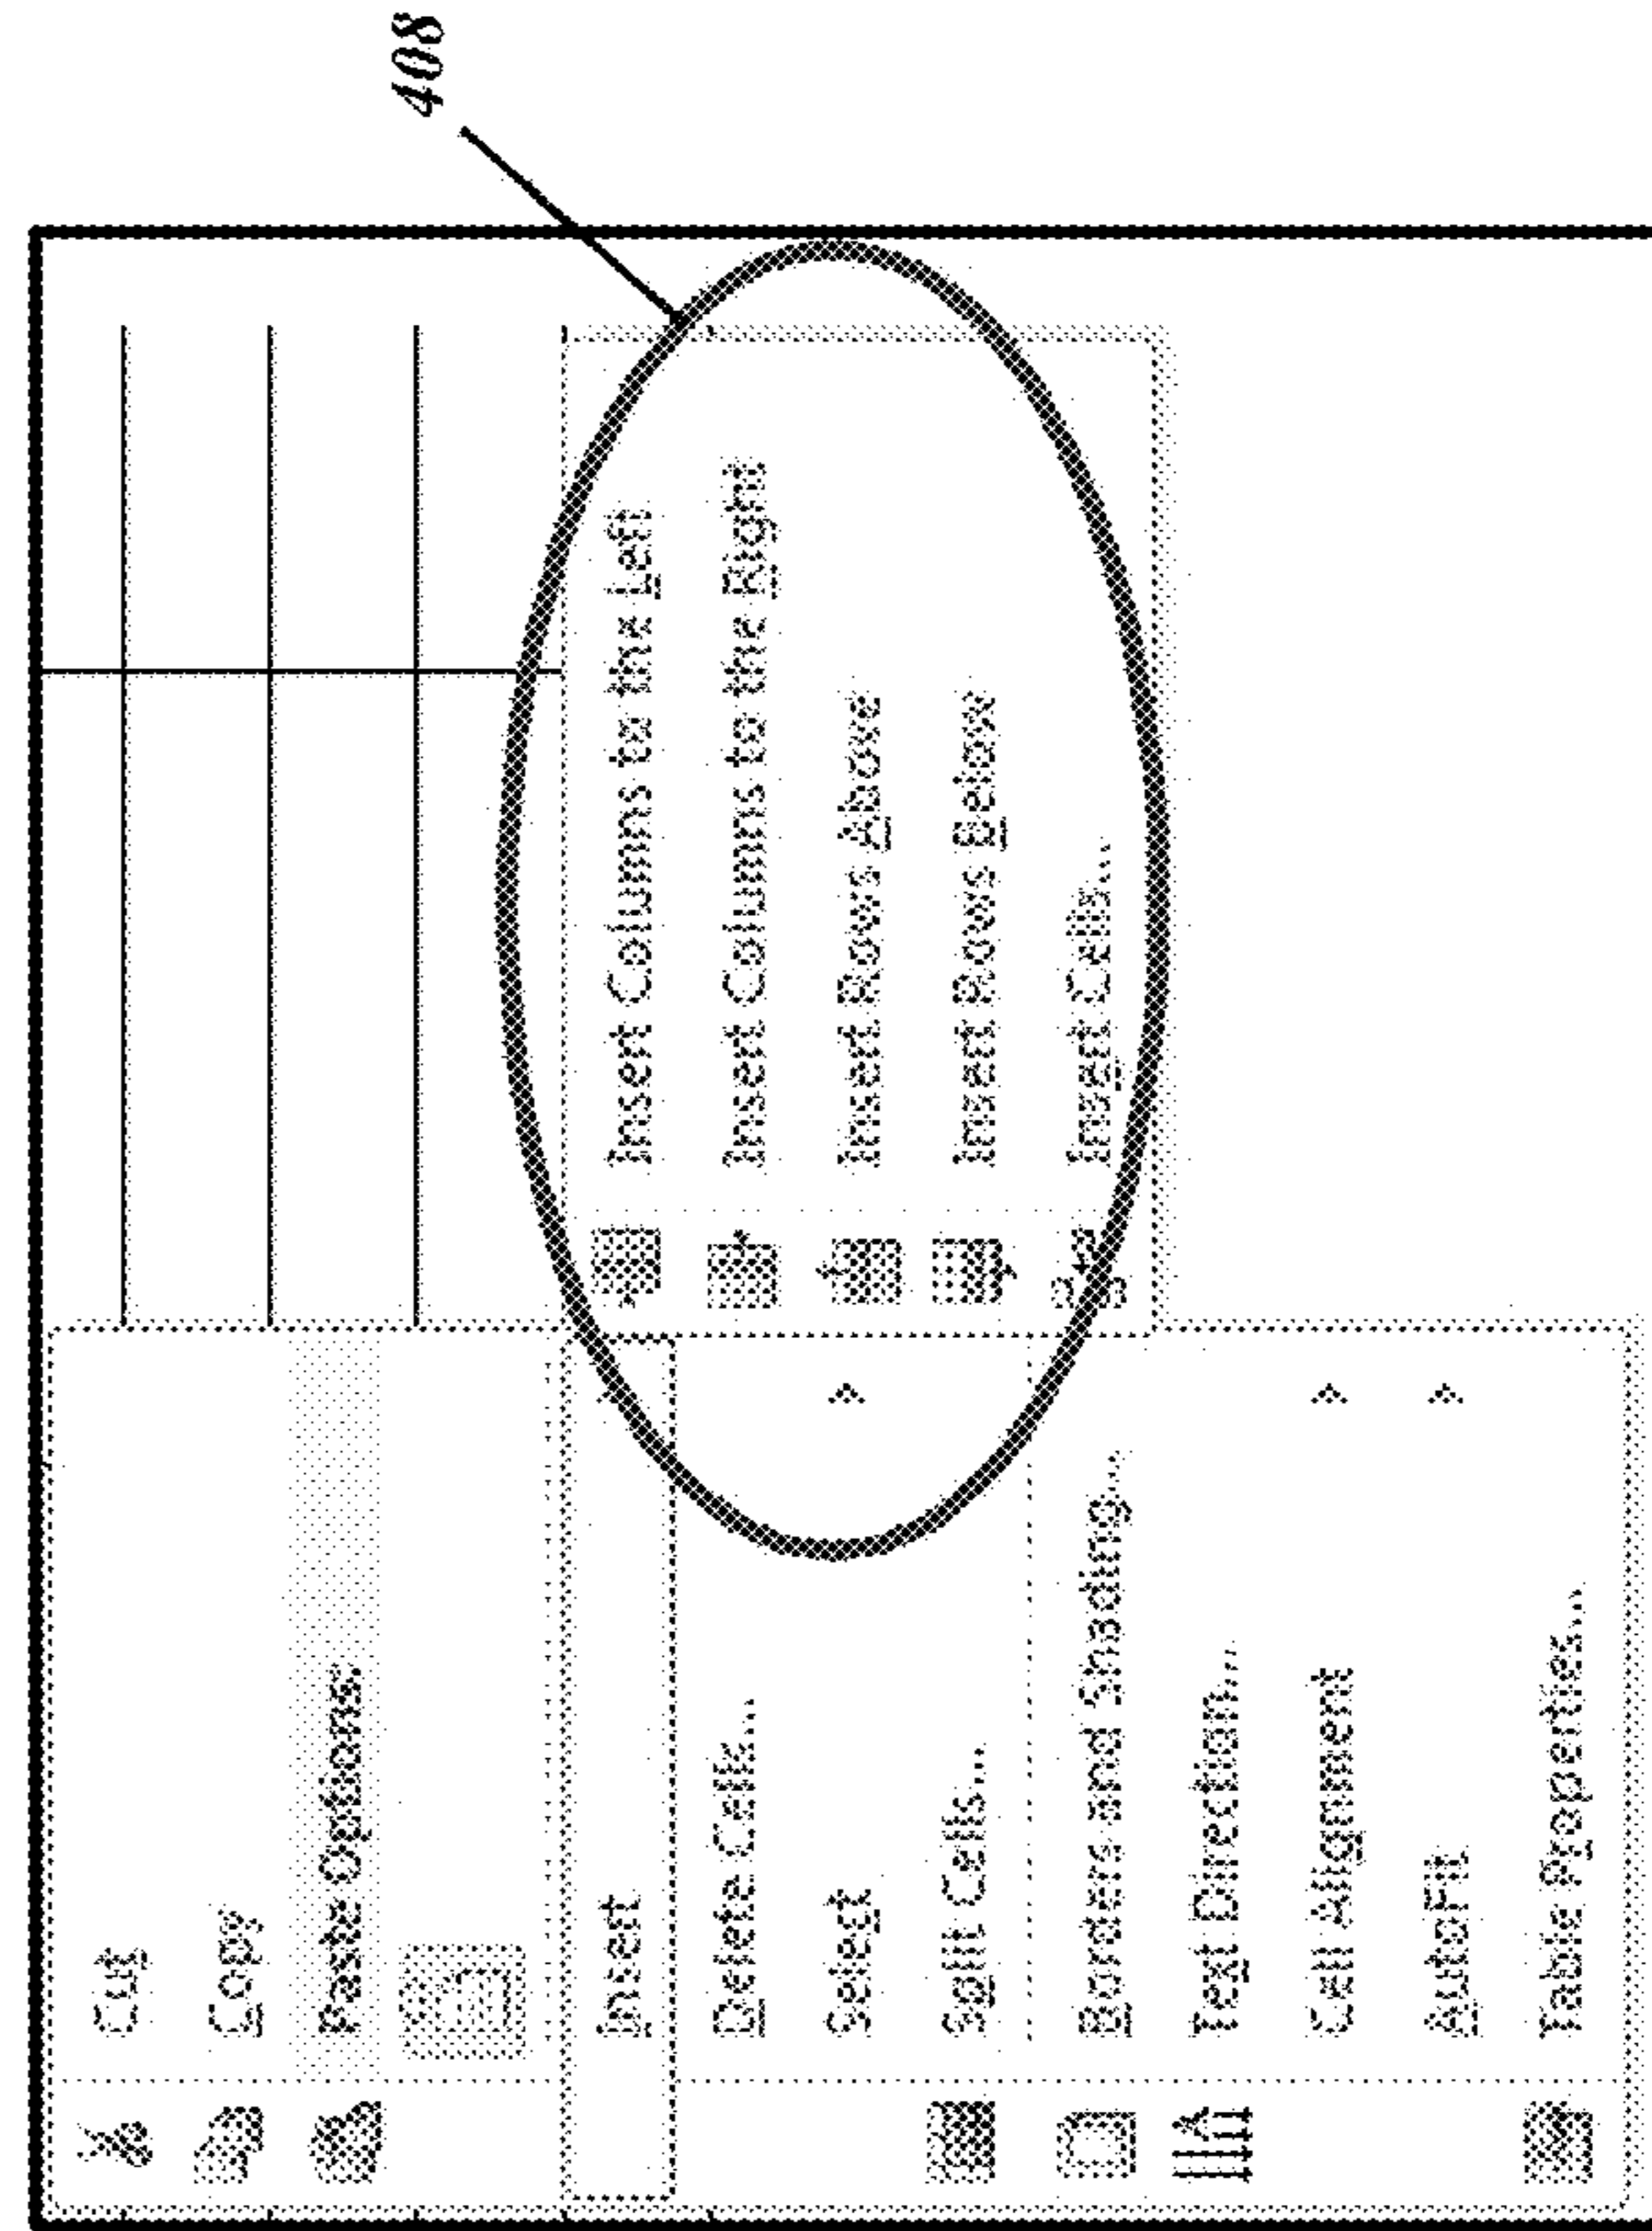 408
Cut
Copy
Paste Options:
Insert
Delete Cells...
Select
Split Cells...
Borders and Shading...
Text Direction...
Cell Alignment
AutoFit
Table Properties...
Insert Columns to the Left
Insert Columns to the Right
Insert Rows Above
Insert Rows Below
Insert Cells...